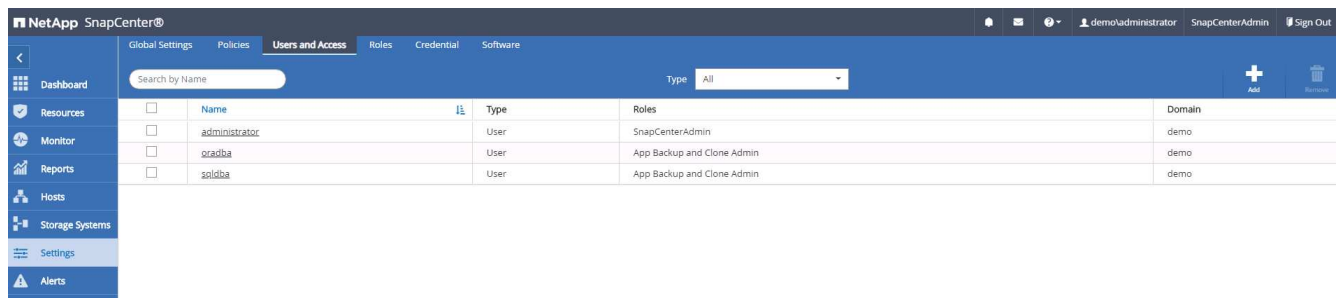 NetApp SnapCenter®
demo\administrator SnapCenterAdmin Sign Out
Global Settings Policies Users and Access Roles Credential Software
Search by Name Type All Add Remove
Dashboard
Resources
Monitor
Reports
Hosts
Storage Systems
Settings
Alerts
Name Type Roles Domain
administrator User SnapCenterAdmin demo
oradba User App Backup and Clone Admin demo
sqldba User App Backup and Clone Admin demo